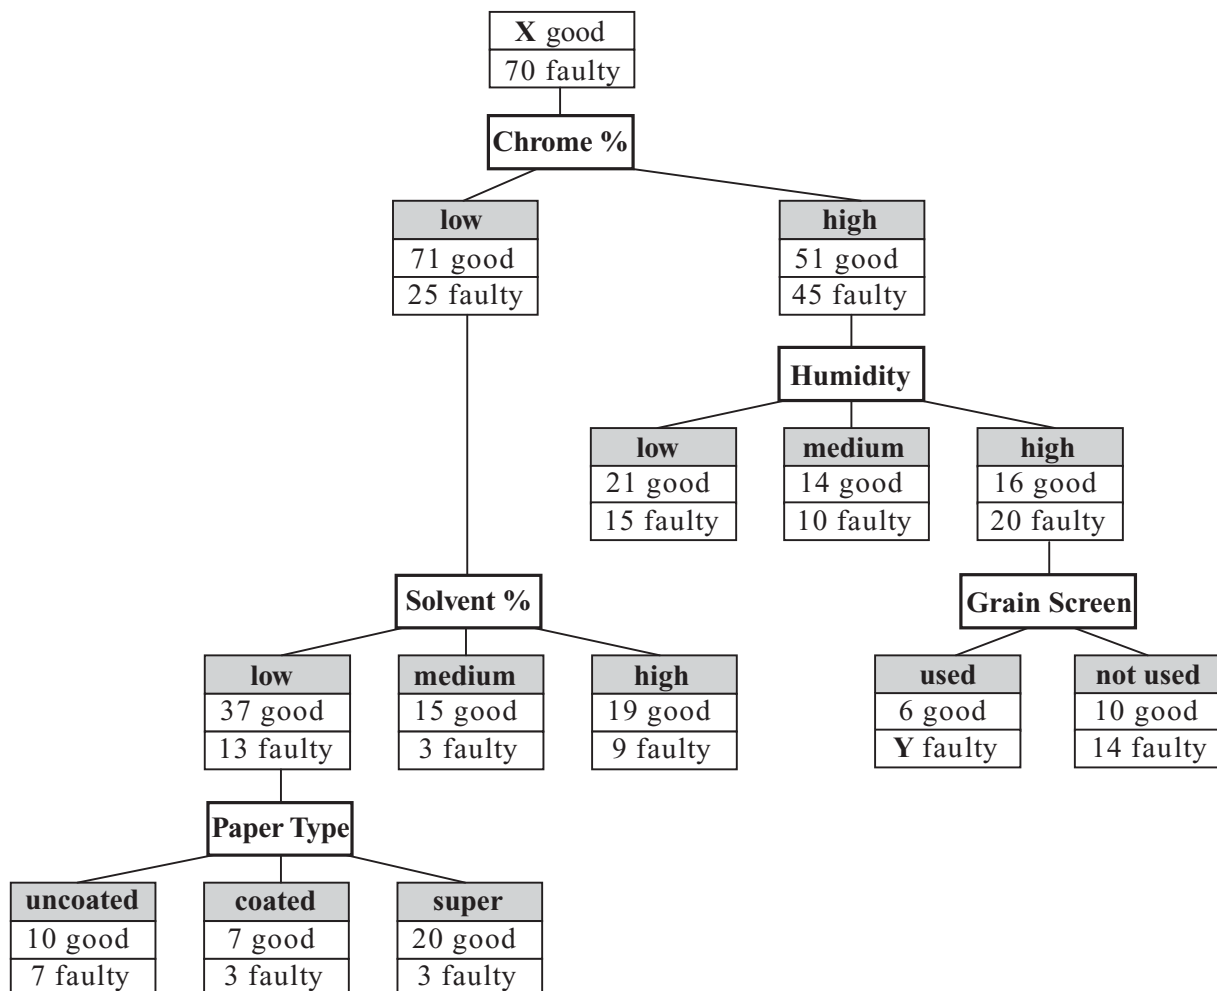 X good
70 faulty
Chrome %
low
71 good
25 faulty
high
51 good
45 faulty
Humidity
low
21 good
15 faulty
medium
14 good
10 faulty
high
16 good
20 faulty
Solvent %
Grain Screen
low
37 good
13 faulty
medium
15 good
3 faulty
high
19 good
9 faulty
used
6 good
Y faulty
not used
10 good
14 faulty
Paper Type
uncoated
10 good
7 faulty
coated
7 good
3 faulty
super
20 good
3 faulty